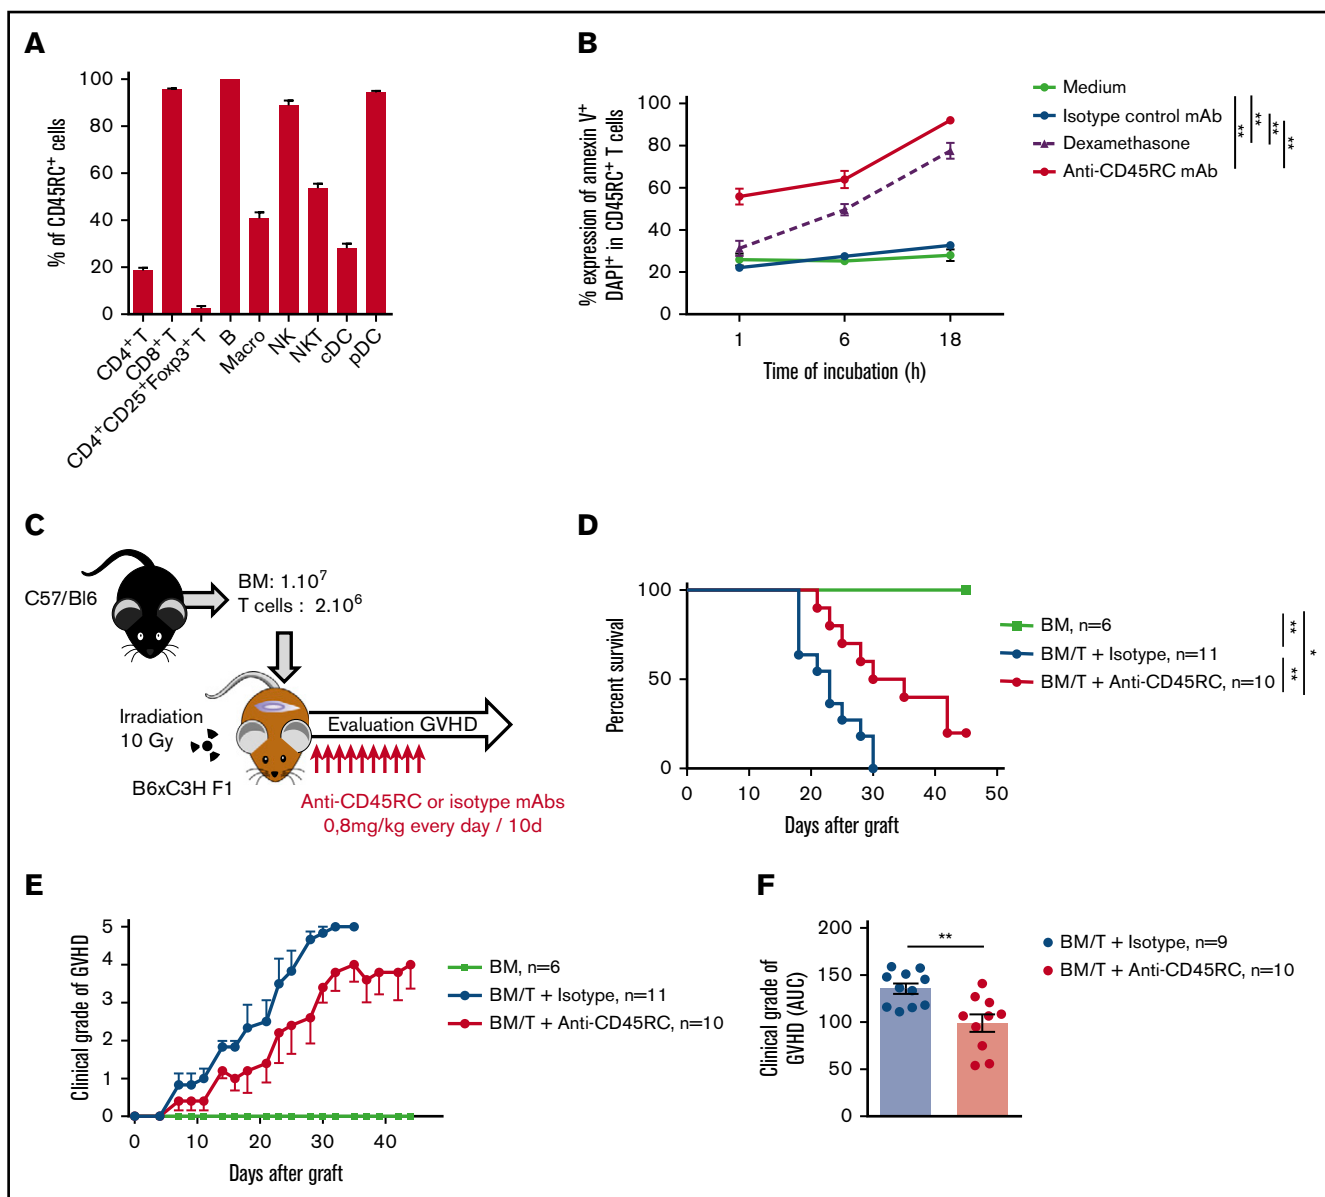 A
% of CD45RC⁺ cells
100
80
60
40
20
0
CD4⁺T
CD8⁺T
CD4⁺CD25⁺Foxp3⁺T
B
Macro
NK
NKT
cDC
pDC
B
% expression of annexin V⁺
DAPI⁺ in CD45RC⁺ T cells
100
80
60
40
20
0
1
6
18
Time of incubation (h)
Medium
Isotype control mAb
Dexamethasone
Anti-CD45RC mAb
**
**
**
**
C
C57/Bl6
BM: 1.10⁷
T cells : 2.10⁶
Irradiation
10 Gy
B6xC3H F1
Evaluation GVHD
Anti-CD45RC or isotype mAbs
0,8mg/kg every day / 10d
D
Percent survival
100
50
0
0
10
20
30
40
50
Days after graft
BM, n=6
BM/T + Isotype, n=11
BM/T + Anti-CD45RC, n=10
**
**
*
E
Clinical grade of GVHD
5
4
3
2
1
0
0
10
20
30
40
Days after graft
BM, n=6
BM/T + Isotype, n=11
BM/T + Anti-CD45RC, n=10
F
Clinical grade of
GVHD (AUC)
200
150
100
50
0
**
BM/T + Isotype, n=9
BM/T + Anti-CD45RC, n=10